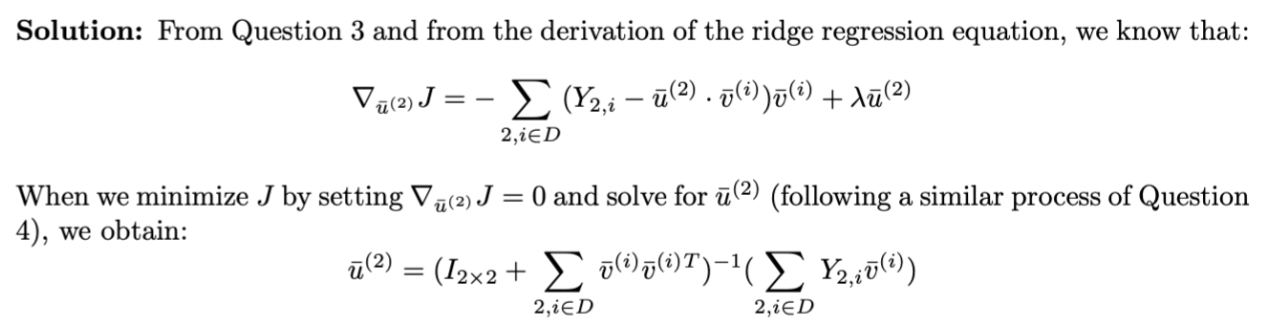 Solution: From Question 3 and from the derivation of the ridge regression equation, we know that:
∇_{ū^{(2)}} J = − ∑_{2,i∈D} (Y_{2,i} − ū^{(2)} · v̄^{(i)})v̄^{(i)} + λū^{(2)}
When we minimize J by setting ∇_{ū^{(2)}} J = 0 and solve for ū^{(2)} (following a similar process of Question
4), we obtain:
ū^{(2)} = (I_{2×2} + ∑_{2,i∈D} v̄^{(i)}v̄^{(i)T})^{−1}(∑_{2,i∈D} Y_{2,i}v̄^{(i)})